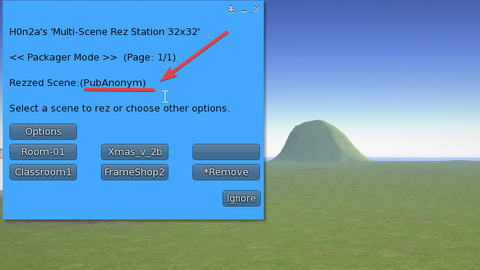 H0n2a's 'Multi-Scene Rez Station 32x32'
<< Packager Mode >>  (Page: 1/1)
Rezzed Scene:(PubAnonym)
Select a scene to rez or choose other options.
Options
Room-01 Xmas_v_2b
Classroom1 FrameShop2 *Remove
Ignore